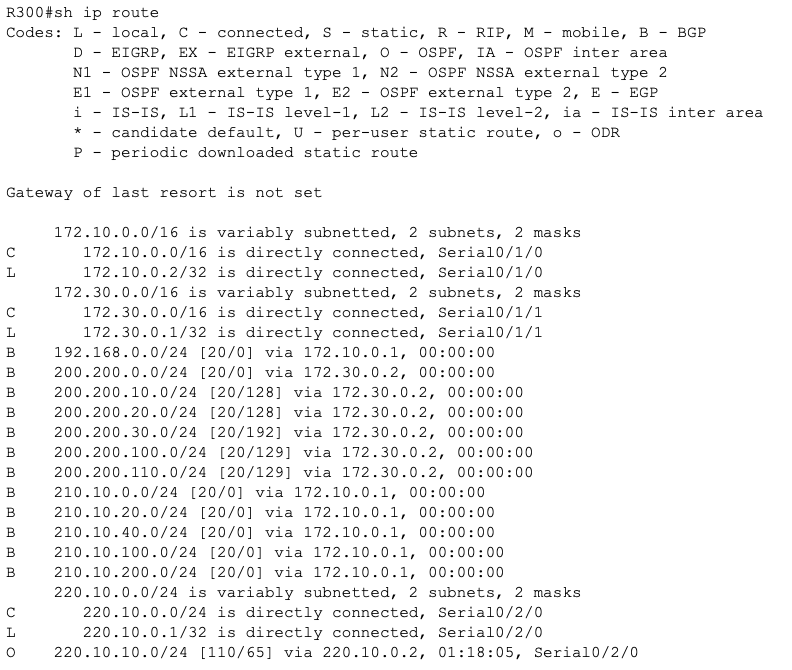 R300#sh ip route
Codes: L - local, C - connected, S - static, R - RIP, M - mobile, B - BGP
       D - EIGRP, EX - EIGRP external, O - OSPF, IA - OSPF inter area
       N1 - OSPF NSSA external type 1, N2 - OSPF NSSA external type 2
       E1 - OSPF external type 1, E2 - OSPF external type 2, E - EGP
       i - IS-IS, L1 - IS-IS level-1, L2 - IS-IS level-2, ia - IS-IS inter area
       * - candidate default, U - per-user static route, o - ODR
       P - periodic downloaded static route

Gateway of last resort is not set

     172.10.0.0/16 is variably subnetted, 2 subnets, 2 masks
C       172.10.0.0/16 is directly connected, Serial0/1/0
L       172.10.0.2/32 is directly connected, Serial0/1/0
     172.30.0.0/16 is variably subnetted, 2 subnets, 2 masks
C       172.30.0.0/16 is directly connected, Serial0/1/1
L       172.30.0.1/32 is directly connected, Serial0/1/1
B    192.168.0.0/24 [20/0] via 172.10.0.1, 00:00:00
B    200.200.0.0/24 [20/0] via 172.30.0.2, 00:00:00
B    200.200.10.0/24 [20/128] via 172.30.0.2, 00:00:00
B    200.200.20.0/24 [20/128] via 172.30.0.2, 00:00:00
B    200.200.30.0/24 [20/192] via 172.30.0.2, 00:00:00
B    200.200.100.0/24 [20/129] via 172.30.0.2, 00:00:00
B    200.200.110.0/24 [20/129] via 172.30.0.2, 00:00:00
B    210.10.0.0/24 [20/0] via 172.10.0.1, 00:00:00
B    210.10.20.0/24 [20/0] via 172.10.0.1, 00:00:00
B    210.10.40.0/24 [20/0] via 172.10.0.1, 00:00:00
B    210.10.100.0/24 [20/0] via 172.10.0.1, 00:00:00
B    210.10.200.0/24 [20/0] via 172.10.0.1, 00:00:00
     220.10.0.0/24 is variably subnetted, 2 subnets, 2 masks
C       220.10.0.0/24 is directly connected, Serial0/2/0
L       220.10.0.1/32 is directly connected, Serial0/2/0
O    220.10.10.0/24 [110/65] via 220.10.0.2, 01:18:05, Serial0/2/0